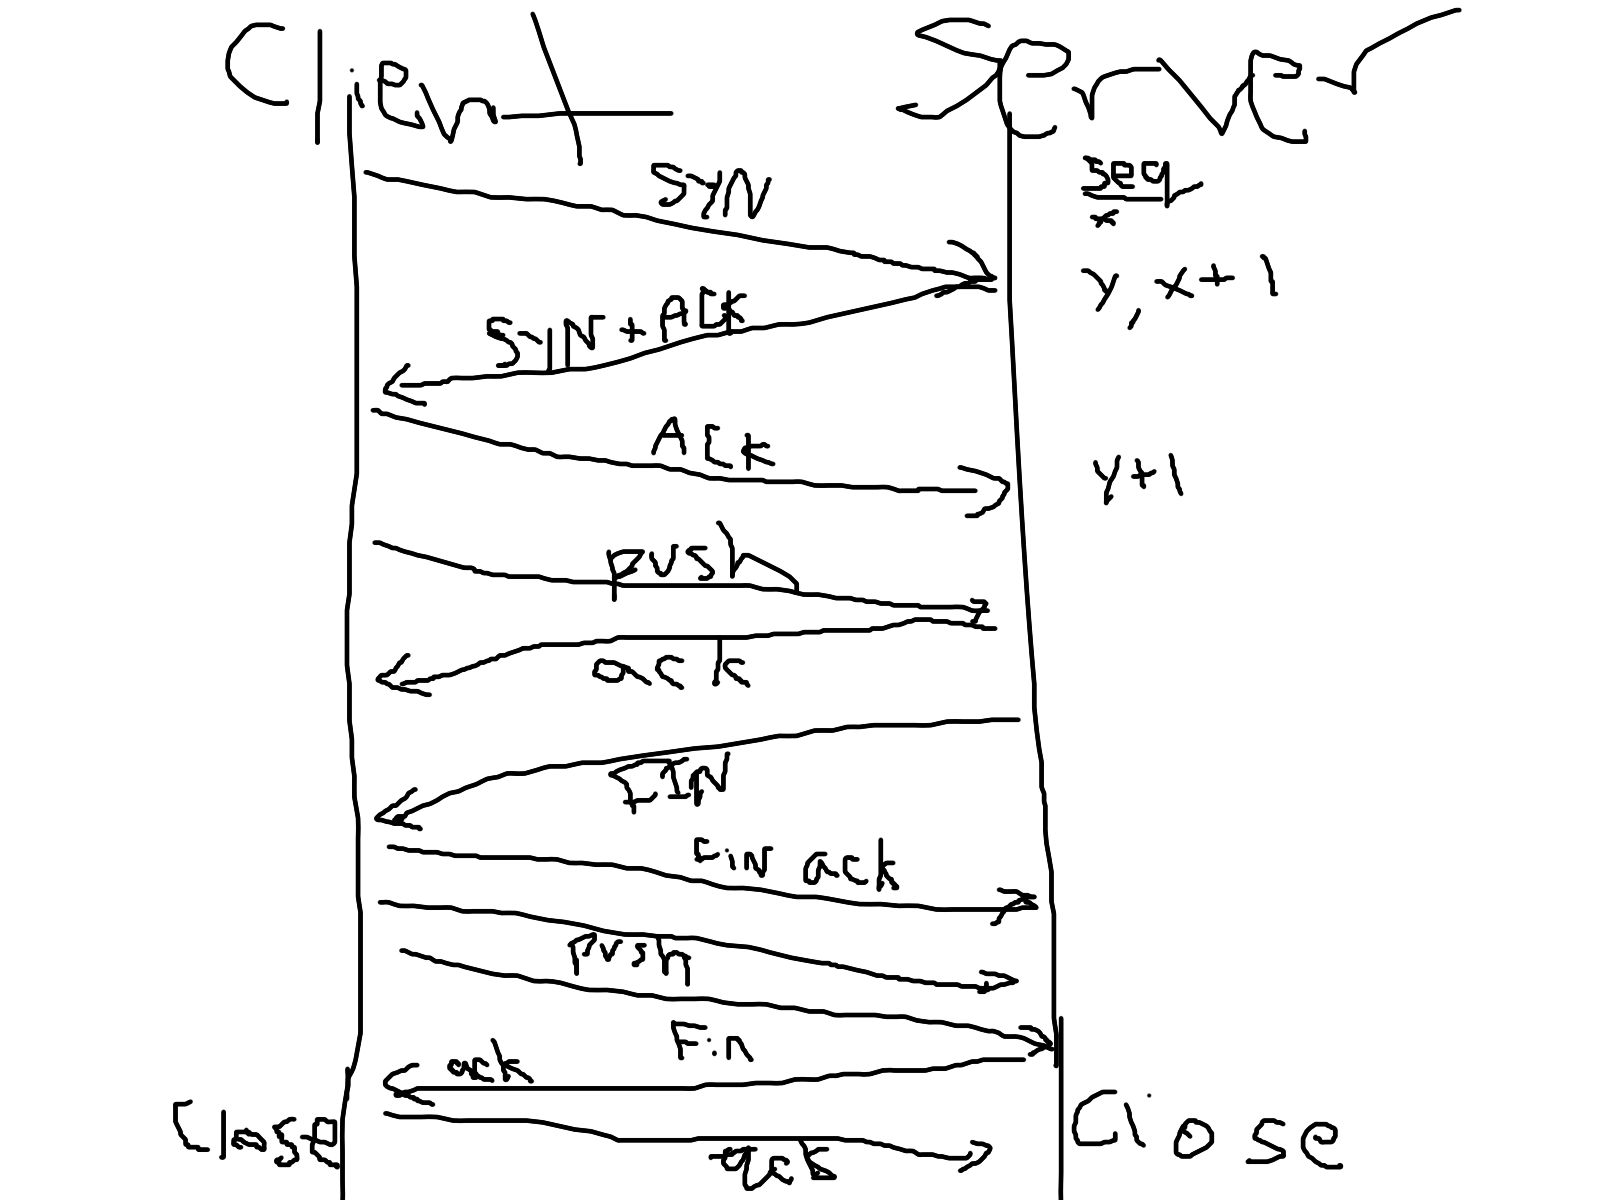 Client Server
SYN seq
x
SYN + ACK y, x+1
ACK y+1
push
ack
FIN
Fin ack
push
Fin
ack
Close Close
ack